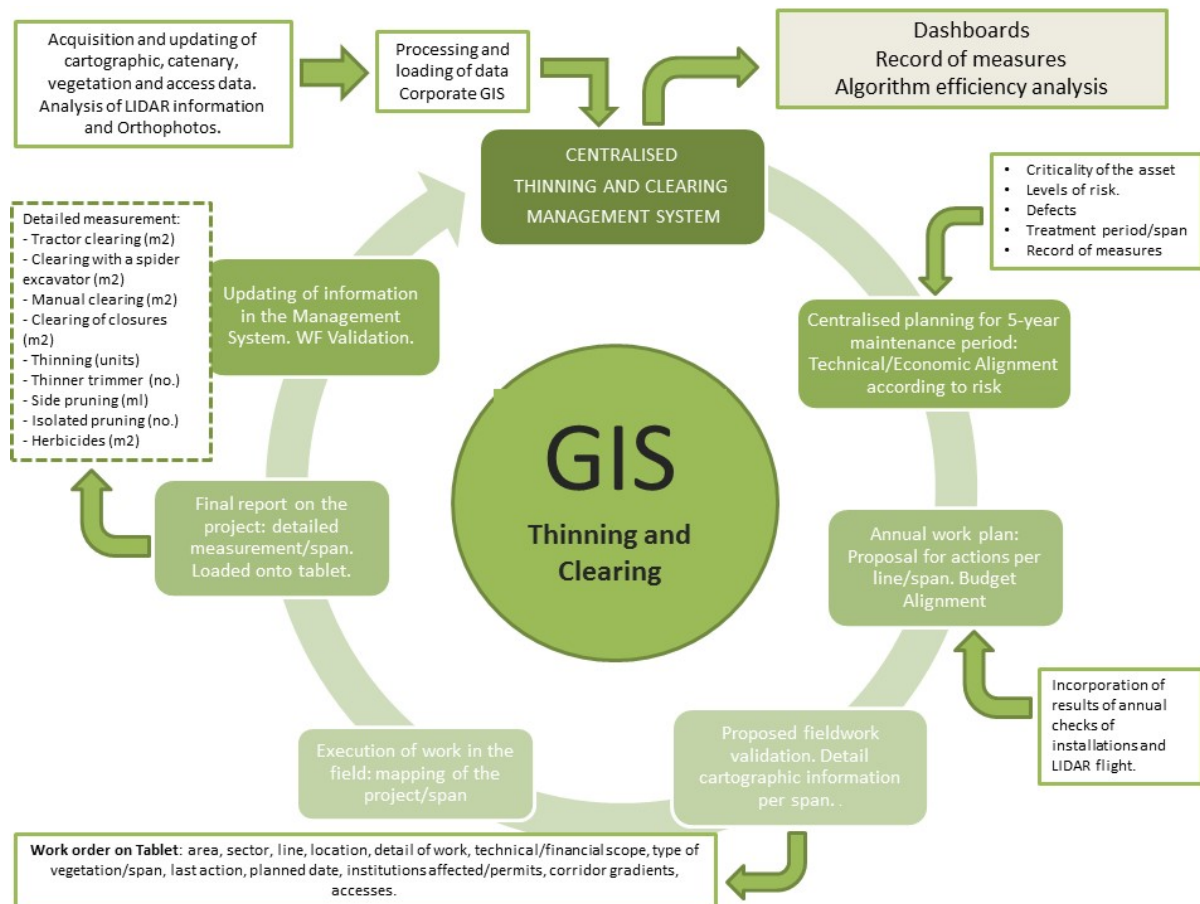 Acquisition and updating of
cartographic, catenary,
vegetation and access data.
Analysis of LIDAR information
and Orthophotos.
Processing and
loading of data
Corporate GIS
Dashboards
Record of measures
Algorithm efficiency analysis
CENTRALISED
THINNING AND CLEARING
MANAGEMENT SYSTEM
• Criticality of the asset
• Levels of risk.
• Defects
• Treatment period/span
• Record of measures
Centralised planning for 5-year
maintenance period:
Technical/Economic Alignment
according to risk
Annual work plan:
Proposal for actions per
line/span. Budget
Alignment
Incorporation of
results of annual
checks of
installations and
LIDAR flight.
Proposed fieldwork
validation. Detail
cartographic information
per span. .
Work order on Tablet: area, sector, line, location, detail of work, technical/financial scope, type of
vegetation/span, last action, planned date, institutions affected/permits, corridor gradients,
accesses.
Execution of work in the
field: mapping of the
project/span
Final report on the
project: detailed
measurement/span.
Loaded onto tablet.
Detailed measurement:
- Tractor clearing (m2)
- Clearing with a spider
excavator (m2)
- Manual clearing (m2)
- Clearing of closures
(m2)
- Thinning (units)
- Thinner trimmer (no.)
- Side pruning (ml)
- Isolated pruning (no.)
- Herbicides (m2)
Updating of information
in the Management
System. WF Validation.
GIS
Thinning and
Clearing